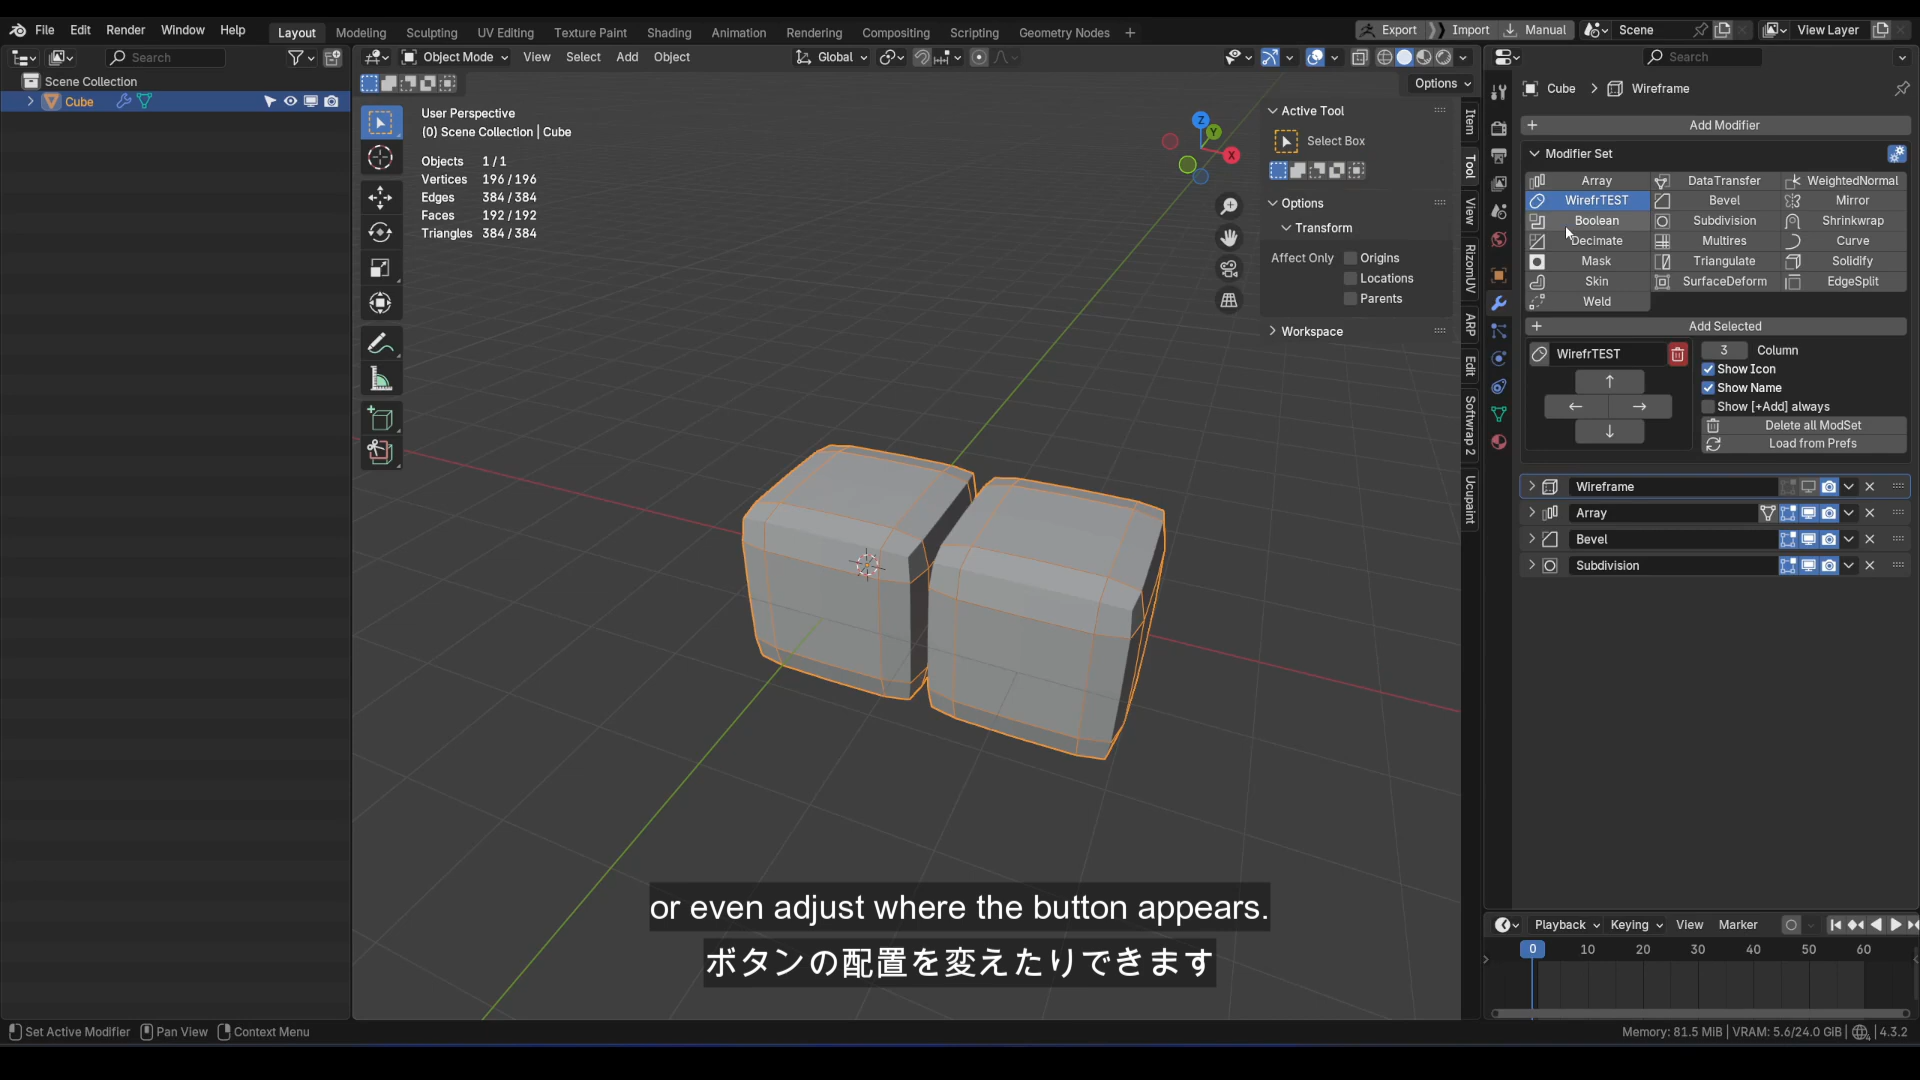 File Edit Render Window Help Layout Modeling Sculpting UV Editing Texture Paint Shading Animation Rendering Compositing Scripting Geometry Nodes + Export Import Manual Scene View Layer
Search Object Mode View Select Add Object Global Search
Options
Scene Collection
Cube
User Perspective
(0) Scene Collection | Cube
Objects 1/1
Vertices 196/196
Edges 384/384
Faces 192/192
Triangles 384/384
Z
Y
X
Active Tool
Select Box
Options
Transform
Affect Only Origins
Locations
Parents
Workspace
Item
Tool
View
RizomUV
ARP
Edit
Softwrap 2
Ucupaint
Cube > Wireframe
Add Modifier
Modifier Set
Array DataTransfer WeightedNormal
WirefrTEST Bevel Mirror
Boolean Subdivision Shrinkwrap
Decimate Multires Curve
Mask Triangulate Solidify
Skin SurfaceDeform EdgeSplit
Weld
Add Selected
WirefrTEST 3 Column
Show Icon
Show Name
Show [+Add] always
Delete all ModSet
Load from Prefs
↑
← →
↓
Wireframe
Array
Bevel
Subdivision
or even adjust where the button appears.
ボタンの配置を変えたりできます
Playback Keying View Marker
0 10 20 30 40 50 60
Set Active Modifier Pan View Context Menu Memory: 81.5 MiB | VRAM: 5.6/24.0 GiB | 4.3.2